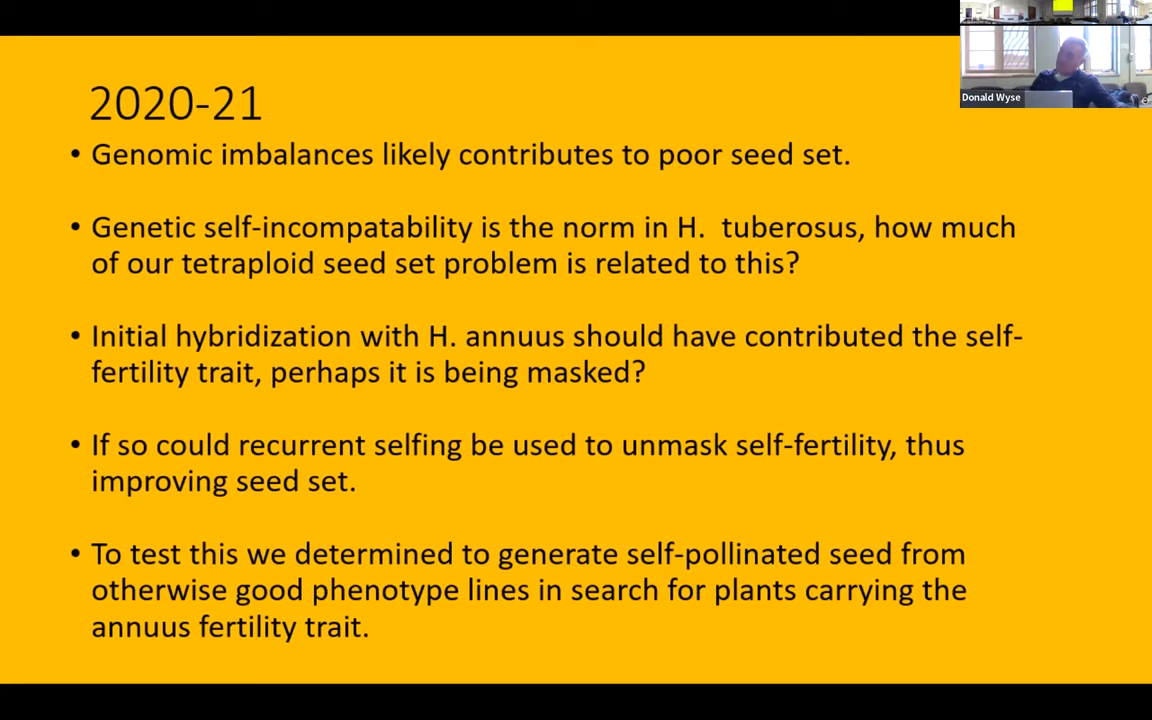 2020-21
• Genomic imbalances likely contributes to poor seed set.
• Genetic self-incompatability is the norm in H.  tuberosus, how much
of our tetraploid seed set problem is related to this?
• Initial hybridization with H. annuus should have contributed the self-
fertility trait, perhaps it is being masked?
• If so could recurrent selfing be used to unmask self-fertility, thus
improving seed set.
• To test this we determined to generate self-pollinated seed from
otherwise good phenotype lines in search for plants carrying the
annuus fertility trait.
Donald Wyse